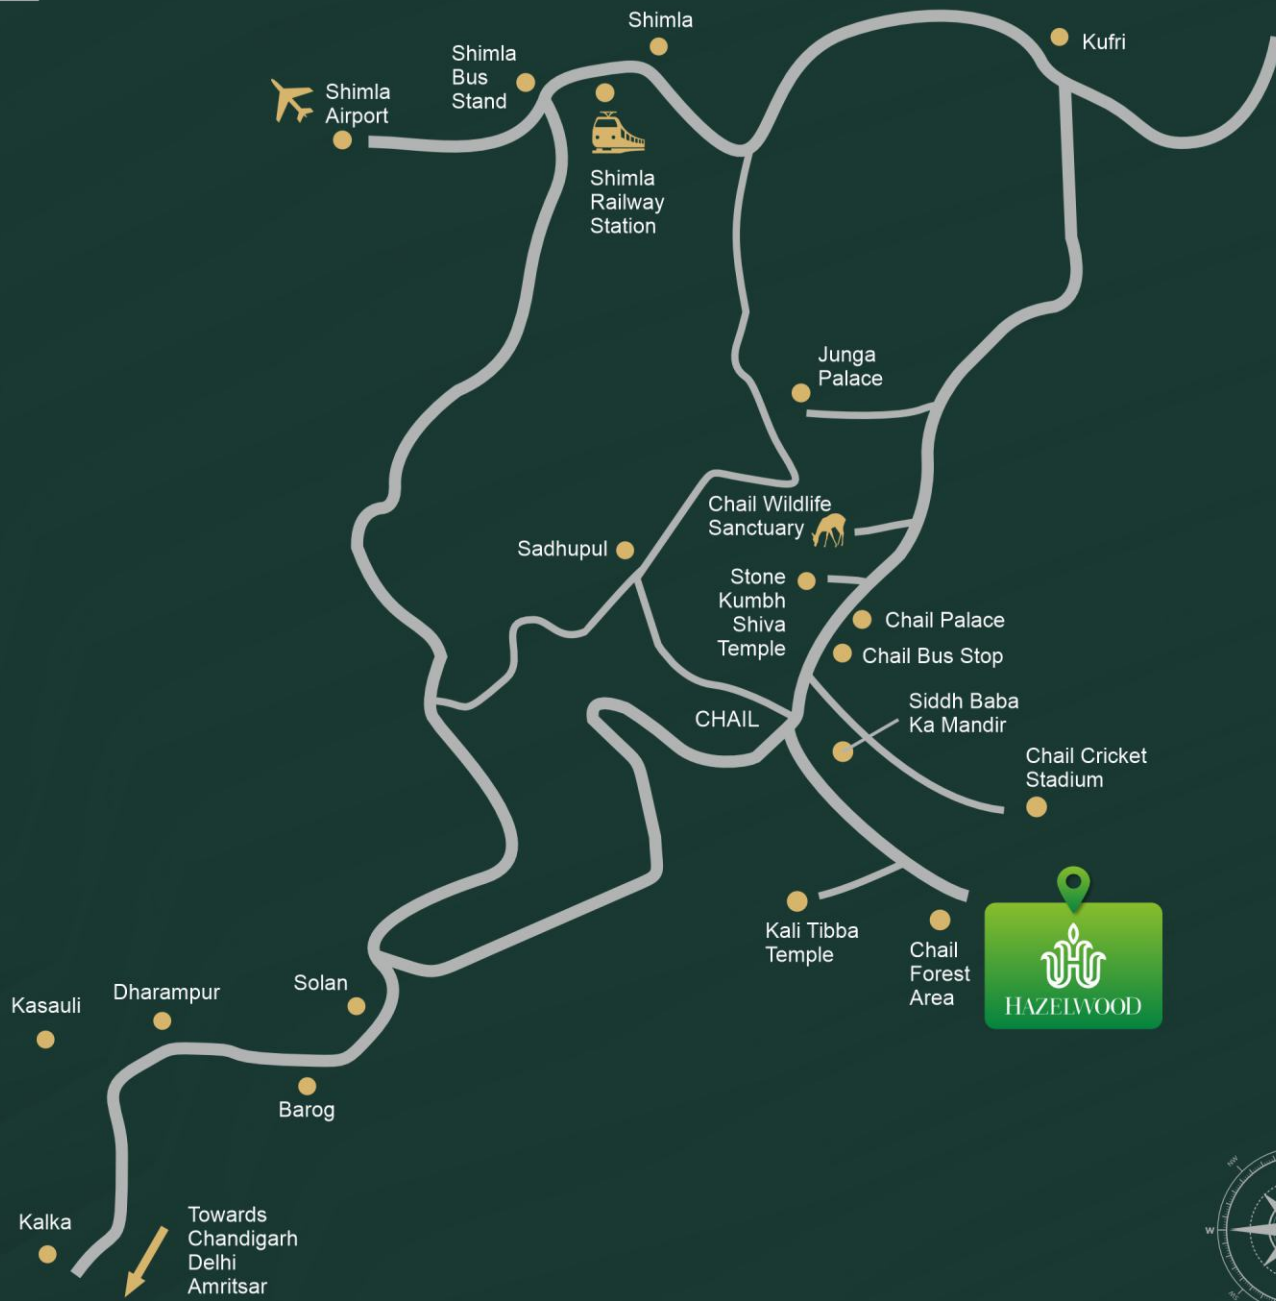 Shimla
Kufri
Shimla
Bus
Stand
Shimla
Airport
Shimla
Railway
Station
Junga
Palace
Chail Wildlife
Sanctuary
Sadhupul
Stone
Kumbh
Shiva
Temple
Chail Palace
Chail Bus Stop
Siddh Baba
Ka Mandir
CHAIL
Chail Cricket
Stadium
Kali Tibba
Temple
Chail
Forest
Area
HAZELWOOD
Solan
Dharampur
Kasauli
Barog
Kalka
Towards
Chandigarh
Delhi
Amritsar
NW
W
SW